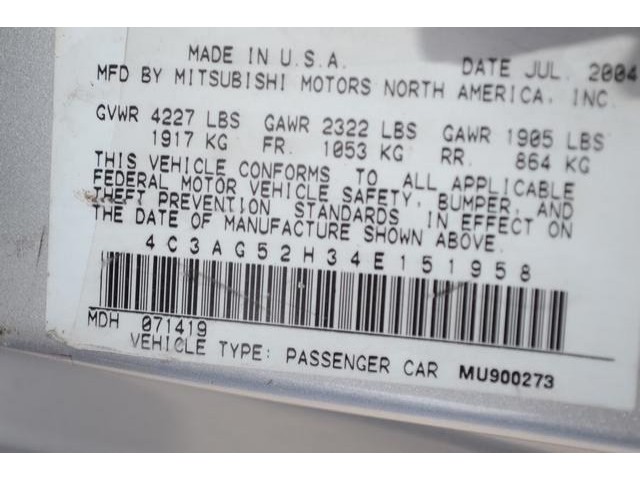 MADE IN U.S.A. DATE JUL. 2004
MFD BY MITSUBISHI MOTORS NORTH AMERICA, INC.
GVWR 4227 LBS GAWR 2322 LBS GAWR 1905 LBS
1917 KG FR. 1053 KG RR. 864 KG
THIS VEHICLE CONFORMS TO ALL APPLICABLE
FEDERAL MOTOR VEHICLE SAFETY, BUMPER, AND
THEFT PREVENTION STANDARDS IN EFFECT ON
THE DATE OF MANUFACTURE SHOWN ABOVE.
4C3AG52H34E151958
MDH 071419
VEHICLE TYPE: PASSENGER CAR MU900273